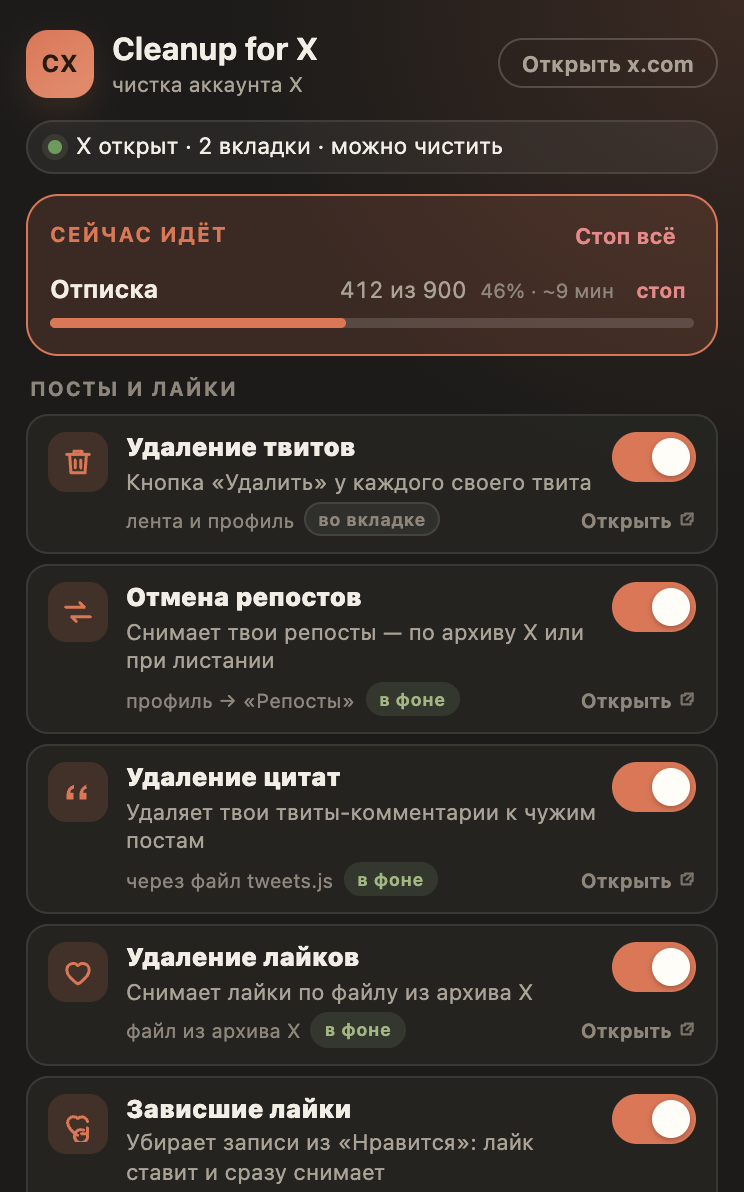 CX
Cleanup for X
чистка аккаунта X
Открыть x.com
X открыт · 2 вкладки · можно чистить
СЕЙЧАС ИДЁТ
Стоп всё
Отписка 412 из 900 46% · ~9 мин стоп
ПОСТЫ И ЛАЙКИ
Удаление твитов
Кнопка «Удалить» у каждого своего твита
лента и профиль во вкладке Открыть
Отмена репостов
Снимает твои репосты — по архиву X или
при листании
профиль → «Репосты» в фоне Открыть
Удаление цитат
Удаляет твои твиты-комментарии к чужим
постам
через файл tweets.js в фоне Открыть
Удаление лайков
Снимает лайки по файлу из архива X
файл из архива X в фоне Открыть
Зависшие лайки
Убирает записи из «Нравится»: лайк
ставит и сразу снимает